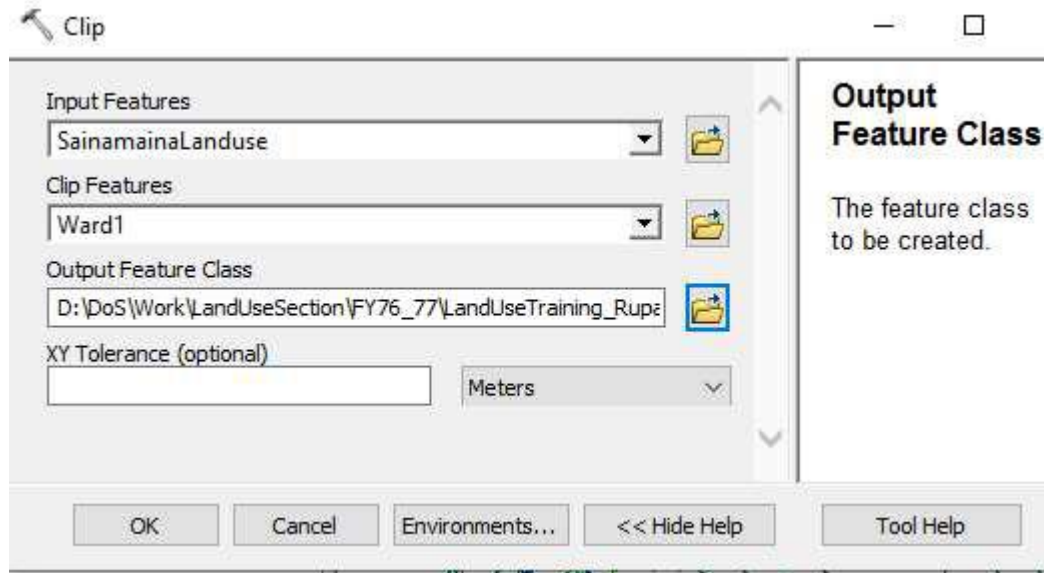 Clip
Input Features
SainamainaLanduse
Clip Features
Ward1
Output Feature Class
D:\DoS\Work\LandUseSection\FY76_77\LandUseTraining_Rupa
XY Tolerance (optional)
Meters
OK
Cancel
Environments...
<< Hide Help
Output
Feature Class
The feature class
to be created.
Tool Help